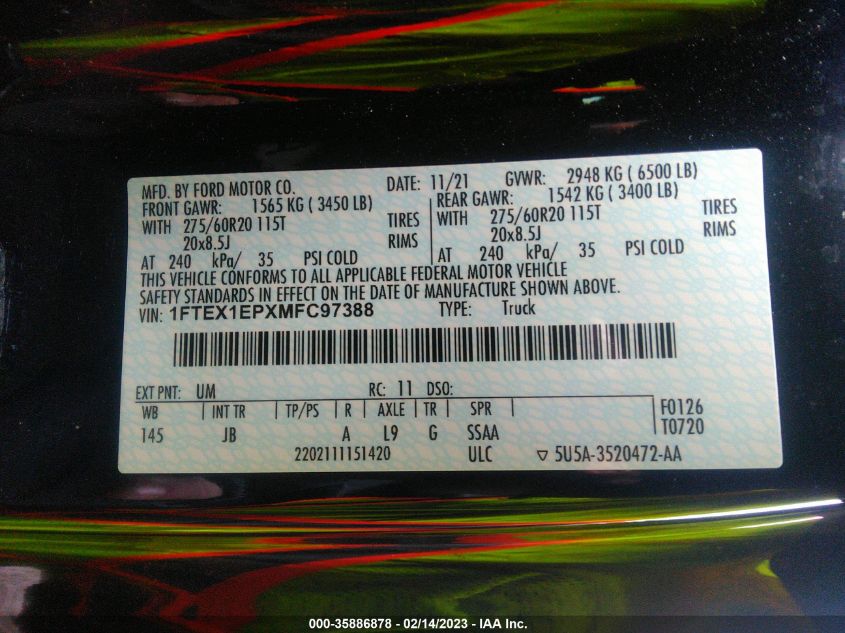 MFD. BY FORD MOTOR CO. DATE: 11/21 GVWR: 2948 KG ( 6500 LB)
FRONT GAWR: 1565 KG ( 3450 LB) REAR GAWR: 1542 KG ( 3400 LB)
WITH 275/60R20 115T TIRES WITH 275/60R20 115T TIRES
20x8.5J RIMS 20x8.5J RIMS
AT 240 kPa/ 35 PSI COLD AT 240 kPa/ 35 PSI COLD
THIS VEHICLE CONFORMS TO ALL APPLICABLE FEDERAL MOTOR VEHICLE
SAFETY STANDARDS IN EFFECT ON THE DATE OF MANUFACTURE SHOWN ABOVE.
VIN: 1FTEX1EPXMFC97388 TYPE: Truck
EXT PNT: UM RC: 11 DSO:
WB INT TR TP/PS R AXLE TR SPR F0126
145 JB A L9 G SSAA T0720
2202111151420 ULC ▽ 5U5A-3520472-AA
000-35886878 - 02/14/2023 - IAA Inc.